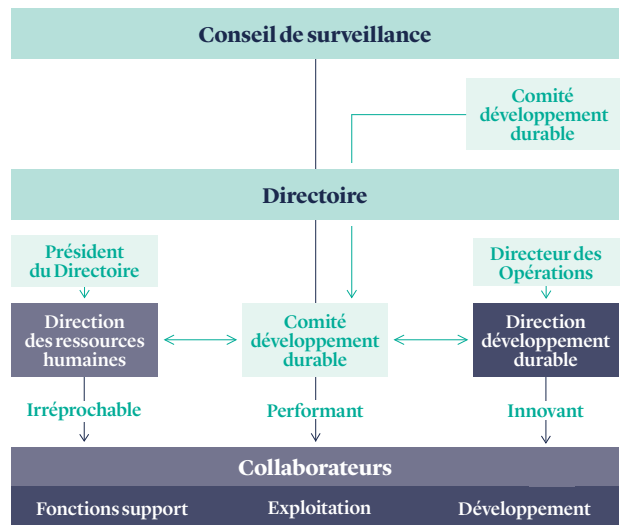 Conseil de surveillance
Comité
développement
durable
Directoire
Président
du Directoire
Directeur des
Opérations
Direction
des ressources
humaines
Comité
développement
durable
Direction
développement
durable
Irréprochable
Performant
Innovant
Collaborateurs
Fonctions support
Exploitation
Développement